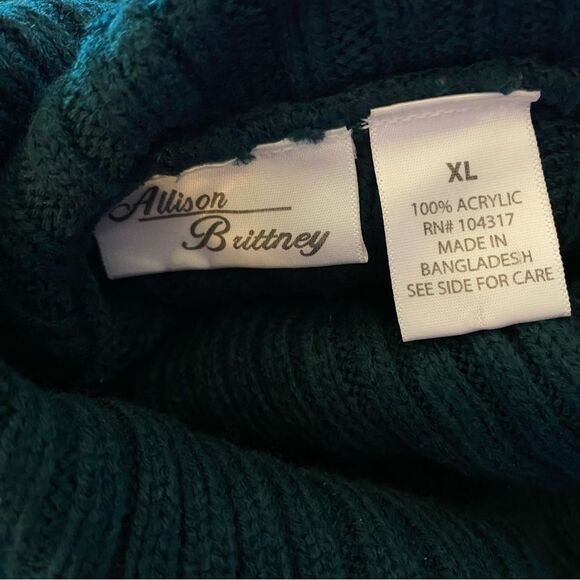 Allison
Brittney
XL
100% ACRYLIC
RN# 104317
MADE IN
BANGLADESH
SEE SIDE FOR CARE